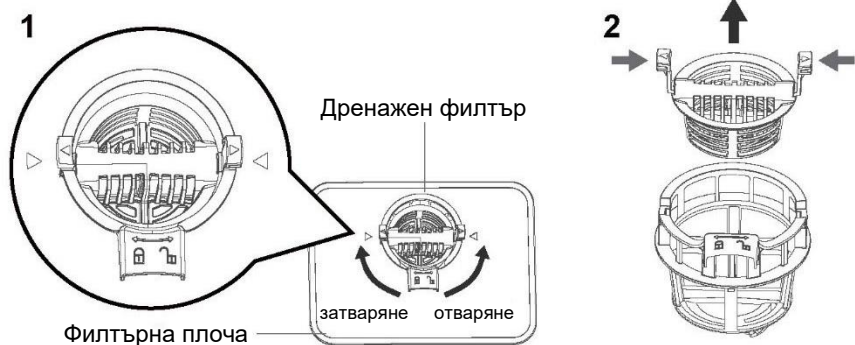 1
2
Дренажен филтър
затваряне
отваряне
Филтърна плоча